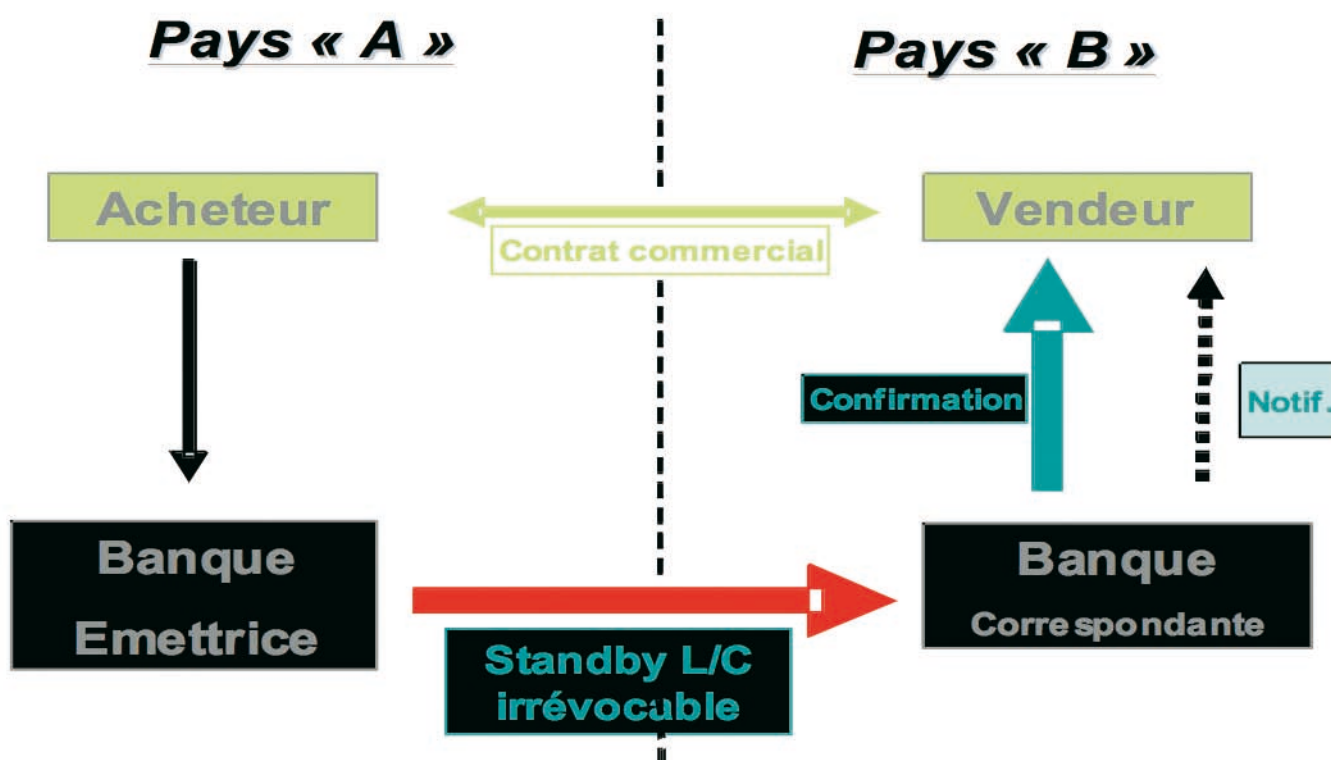 Pays « A »
Pays « B »
Acheteur
Vendeur
Contrat commercial
Confirmation
Notif.
Banque
Emettrice
Banque
Correspondante
Standby L/C
irrévocable